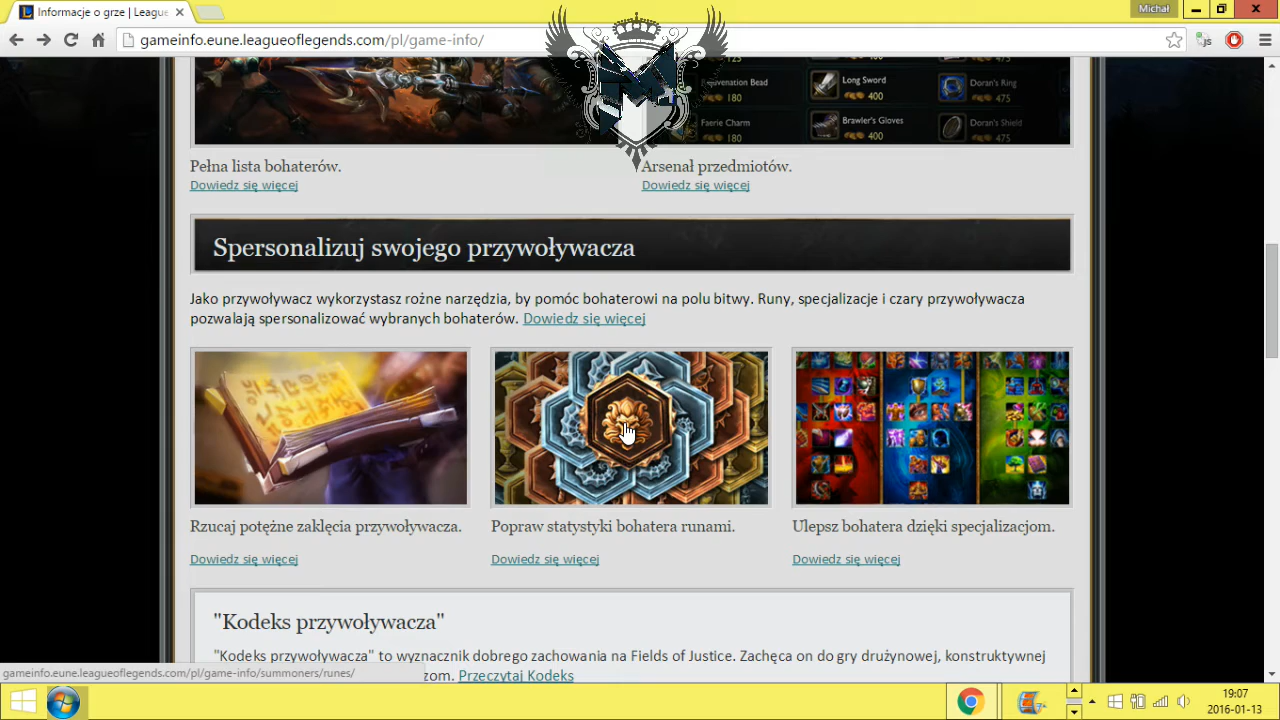 Informacje o grze | League
Michał
gameinfo.eune.leagueoflegends.com/pl/game-info/
js
125
Rejuvenation Bead
180
Long Sword
400
Doran's Ring
475
Faerie Charm
180
Brawler's Gloves
400
Doran's Shield
475
Pełna lista bohaterów.
Dowiedz się więcej
Arsenał przedmiotów.
Dowiedz się więcej
Spersonalizuj swojego przywoływacza
Jako przywoływacz wykorzystasz rożne narzędzia, by pomóc bohaterowi na polu bitwy. Runy, specjalizacje i czary przywoływacza
pozwalają spersonalizować wybranych bohaterów. Dowiedz się więcej
Rzucaj potężne zaklęcia przywoływacza.
Dowiedz się więcej
Popraw statystyki bohatera runami.
Dowiedz się więcej
Ulepsz bohatera dzięki specjalizacjom.
Dowiedz się więcej
"Kodeks przywoływacza"
"Kodeks przywoływacza" to wyznacznik dobrego zachowania na Fields of Justice. Zachęca on do gry drużynowej, konstruktywnej
zom. Przeczytaj Kodeks
gameinfo.eune.leagueoflegends.com/pl/game-info/summoners/runes/
19:07
2016-01-13